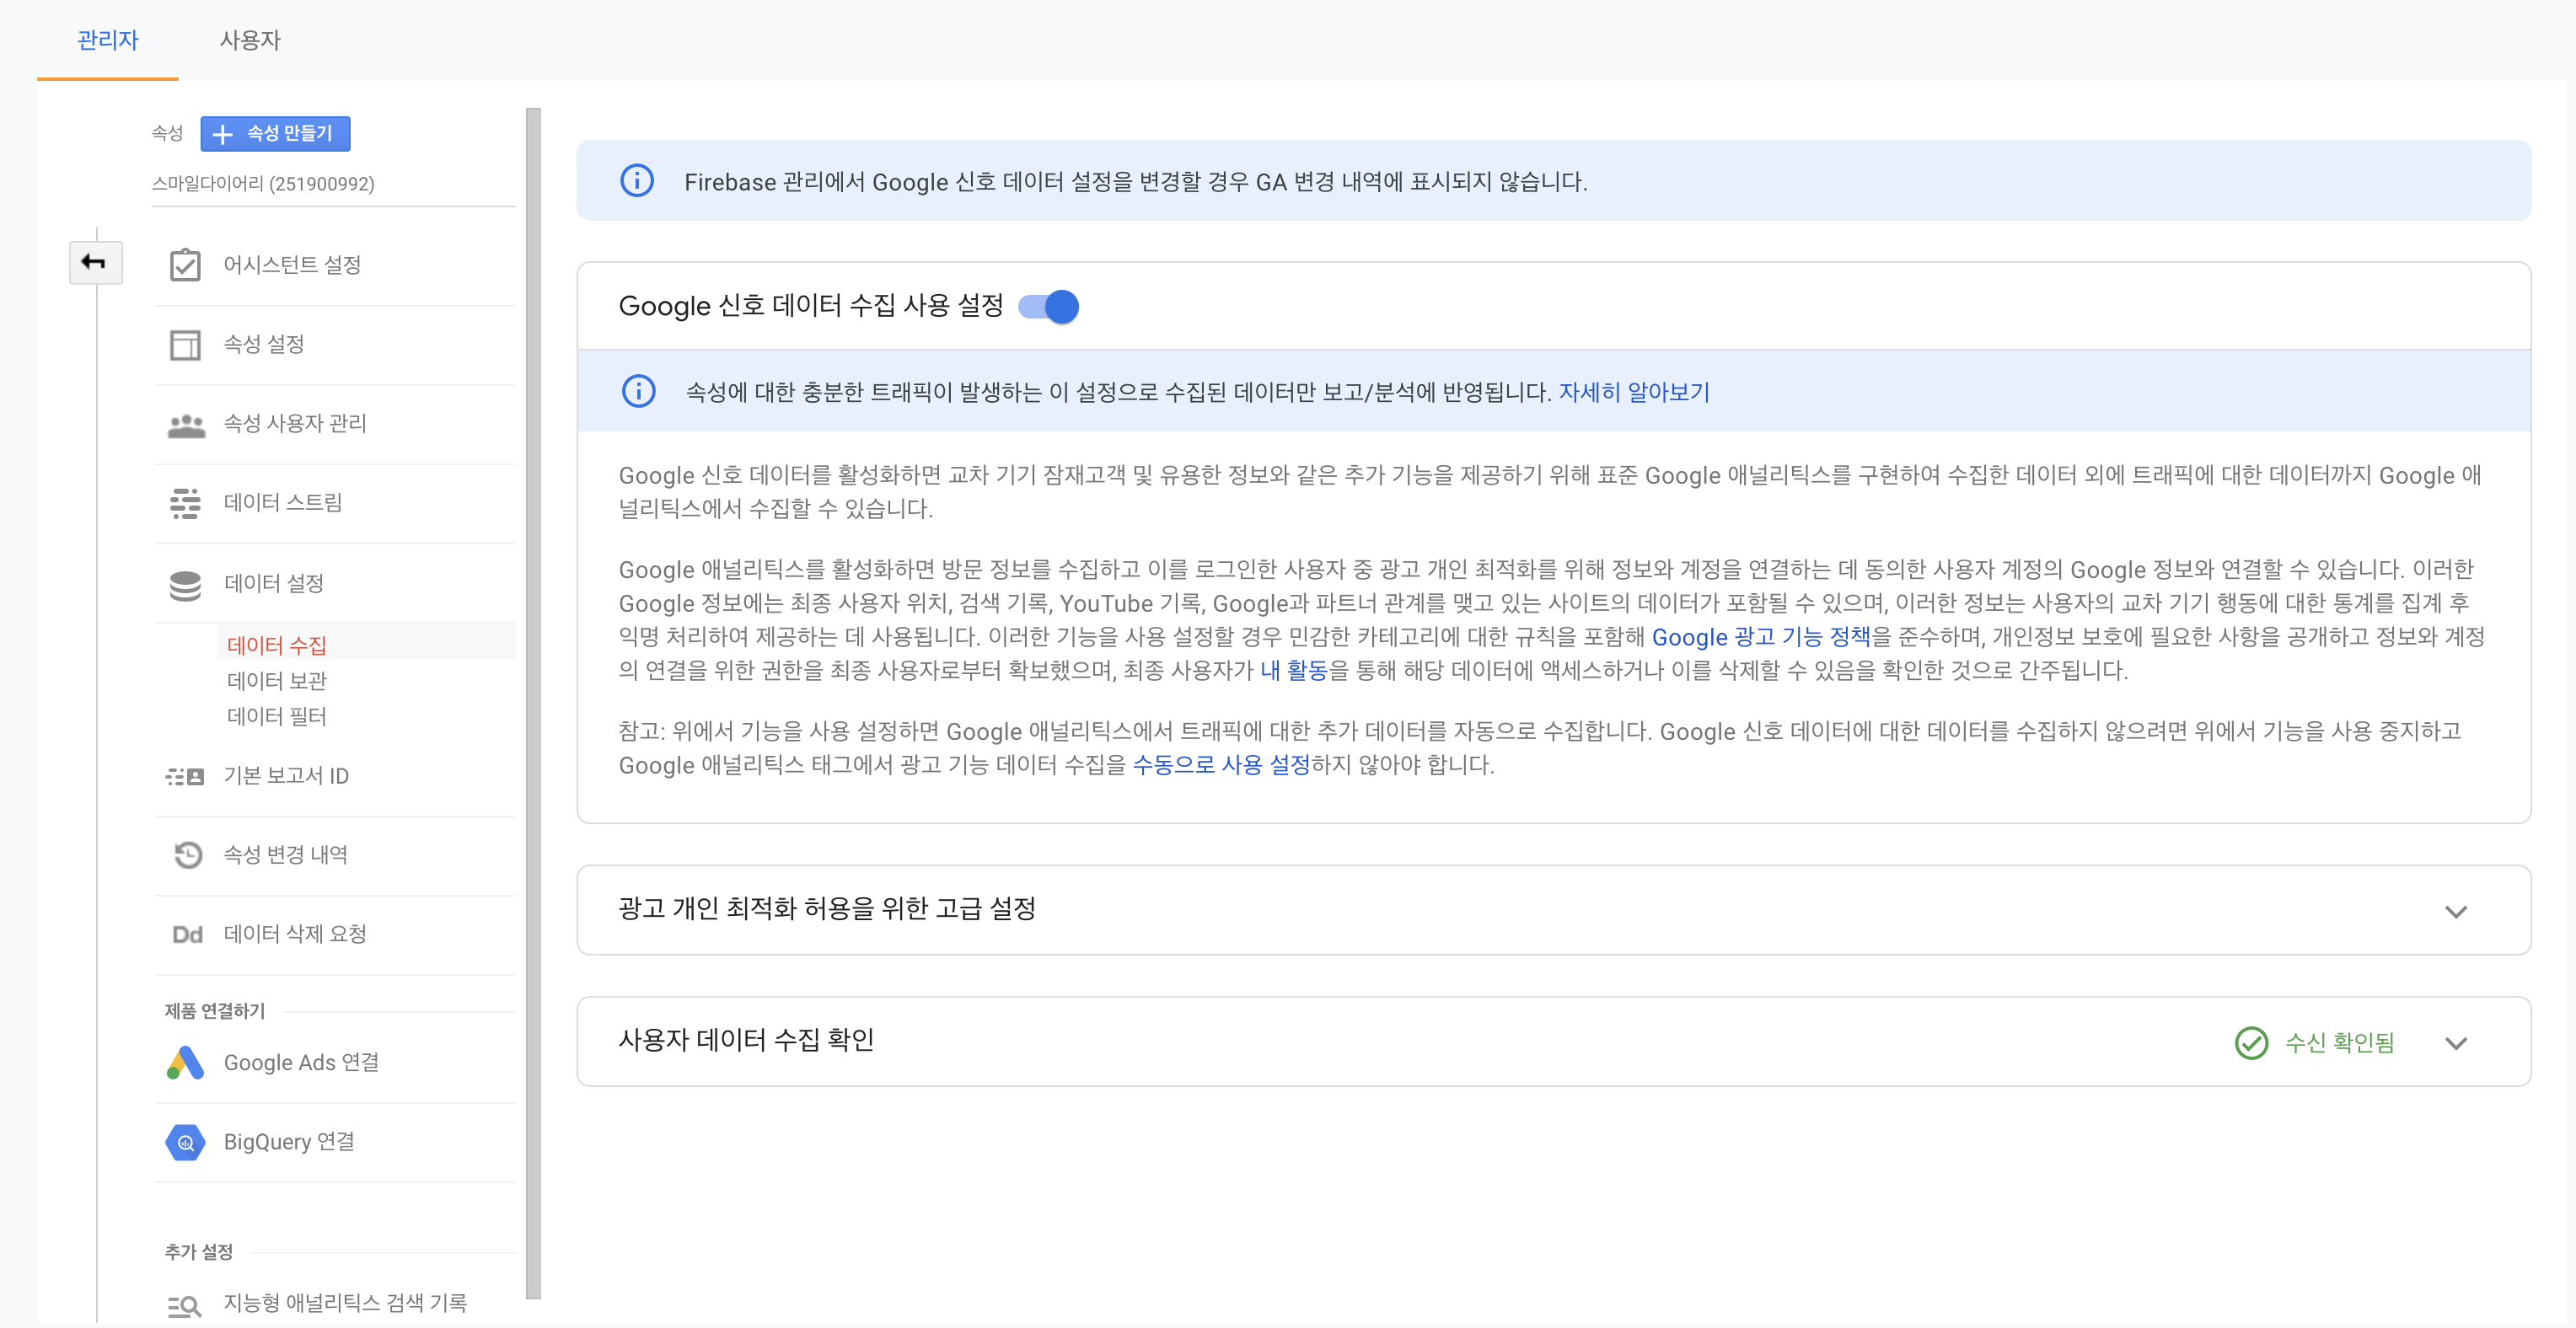 관리자
사용자
속성
속성 만들기
스마일다이어리 (251900992)
어시스턴트 설정
속성 설정
속성 사용자 관리
데이터 스트림
데이터 설정
데이터 수집
데이터 보관
데이터 필터
기본 보고서 ID
속성 변경 내역
Dd 데이터 삭제 요청
제품 연결하기
Google Ads 연결
BigQuery 연결
추가 설정
지능형 애널리틱스 검색 기록
Firebase 관리에서 Google 신호 데이터 설정을 변경할 경우 GA 변경 내역에 표시되지 않습니다.
Google 신호 데이터 수집 사용 설정
속성에 대한 충분한 트래픽이 발생하는 이 설정으로 수집된 데이터만 보고/분석에 반영됩니다. 자세히 알아보기
Google 신호 데이터를 활성화하면 교차 기기 잠재고객 및 유용한 정보와 같은 추가 기능을 제공하기 위해 표준 Google 애널리틱스를 구현하여 수집한 데이터 외에 트래픽에 대한 데이터까지 Google 애
널리틱스에서 수집할 수 있습니다.
Google 애널리틱스를 활성화하면 방문 정보를 수집하고 이를 로그인한 사용자 중 광고 개인 최적화를 위해 정보와 계정을 연결하는 데 동의한 사용자 계정의 Google 정보와 연결할 수 있습니다. 이러한
Google 정보에는 최종 사용자 위치, 검색 기록, YouTube 기록, Google과 파트너 관계를 맺고 있는 사이트의 데이터가 포함될 수 있으며, 이러한 정보는 사용자의 교차 기기 행동에 대한 통계를 집계 후
익명 처리하여 제공하는 데 사용됩니다. 이러한 기능을 사용 설정할 경우 민감한 카테고리에 대한 규칙을 포함해 Google 광고 기능 정책을 준수하며, 개인정보 보호에 필요한 사항을 공개하고 정보와 계정
의 연결을 위한 권한을 최종 사용자로부터 확보했으며, 최종 사용자가 내 활동을 통해 해당 데이터에 액세스하거나 이를 삭제할 수 있음을 확인한 것으로 간주됩니다.
참고: 위에서 기능을 사용 설정하면 Google 애널리틱스에서 트래픽에 대한 추가 데이터를 자동으로 수집합니다. Google 신호 데이터에 대한 데이터를 수집하지 않으려면 위에서 기능을 사용 중지하고
Google 애널리틱스 태그에서 광고 기능 데이터 수집을 수동으로 사용 설정하지 않아야 합니다.
광고 개인 최적화 허용을 위한 고급 설정
사용자 데이터 수집 확인
수신 확인됨